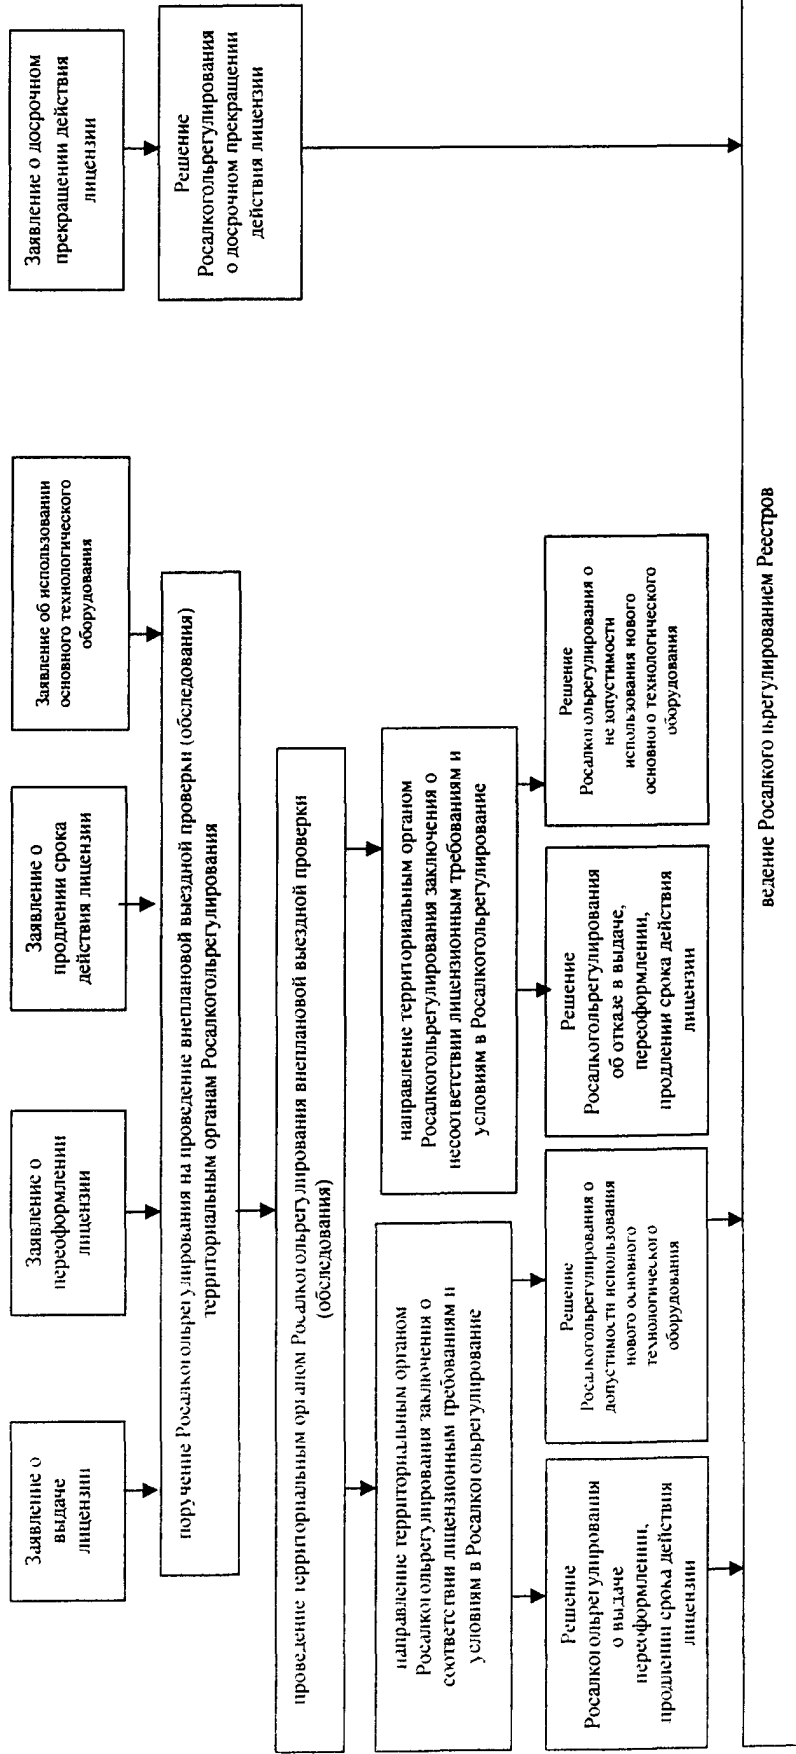 Заявление о
выдаче
лицензии
Заявление о
переоформлении
лицензии
Заявление о
продлении срока
действия лицензии
Заявление об использовании
основного технологического
оборудования
Заявление о досрочном
прекращении действия
лицензии
поручение Росалкогольрегулирования на проведение внеплановой выездной проверки (обследования)
территориальным органам Росалкогольрегулирования
Решение
Росалкогольрегулирования
о досрочном прекращении
действия лицензии
проведение территориальным органом Росалкогольрегулирования внеплановой выездной проверки
(обследования)
направление территориальным органом
Росалкогольрегулирования заключения о
соответствии лицензионным требованиям и
условиям в Росалкогольрегулирование
направление территориальным органом
Росалкогольрегулирования заключения о
несоответствии лицензионным требованиям и
условиям в Росалкогольрегулирование
Решение
Росалкогольрегулирования
о выдаче
переоформлении,
продлении срока действия
лицензии
Решение
Росалкогольрегулирования о
допустимости использования
нового основного
технологического
оборудования
Решение
Росалкогольрегулирования
об отказе в выдаче,
переоформлении,
продлении срока действия
лицензии
Решение
Росалкогольрегулирования о
недопустимости
использования нового
основного технологического
оборудования
ведение Росалкогольрегулированием Реестров